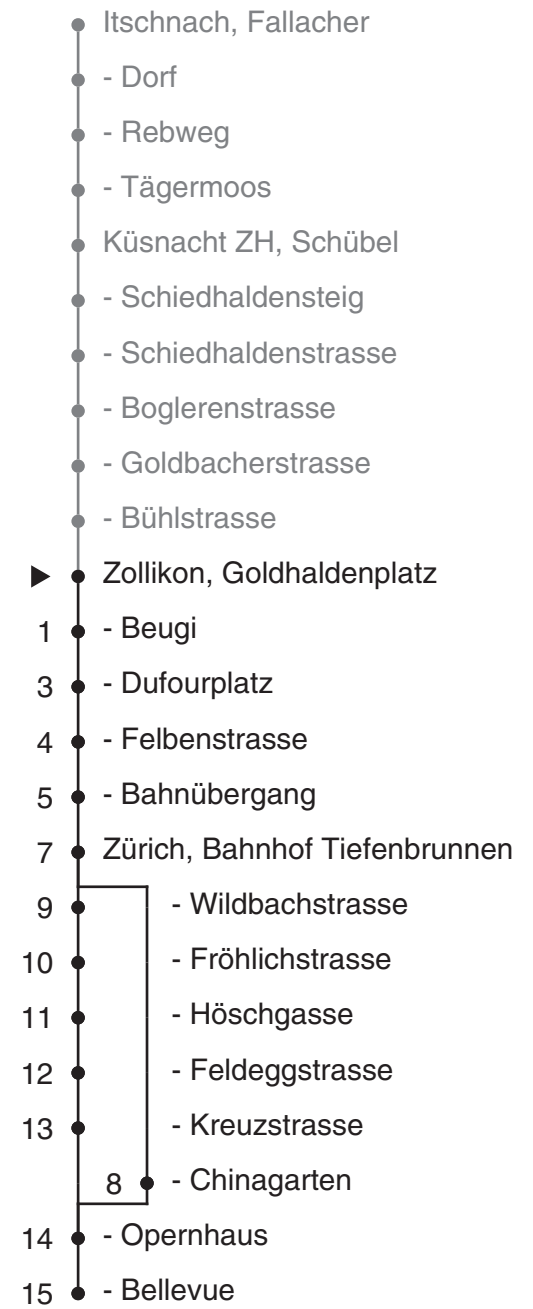 Itschnach, Fallacher
- Dorf
- Rebweg
- Tägermoos
Küsnacht ZH, Schübel
- Schiedhaldensteig
- Schiedhaldenstrasse
- Boglerenstrasse
- Goldbacherstrasse
- Bühlstrasse
Zollikon, Goldhaldenplatz
1 - Beugi
3 - Dufourplatz
4 - Felbenstrasse
5 - Bahnübergang
7 Zürich, Bahnhof Tiefenbrunnen
9 - Wildbachstrasse
10 - Fröhlichstrasse
11 - Höschgasse
12 - Feldeggstrasse
13 - Kreuzstrasse
8 - Chinagarten
14 - Opernhaus
15 - Bellevue